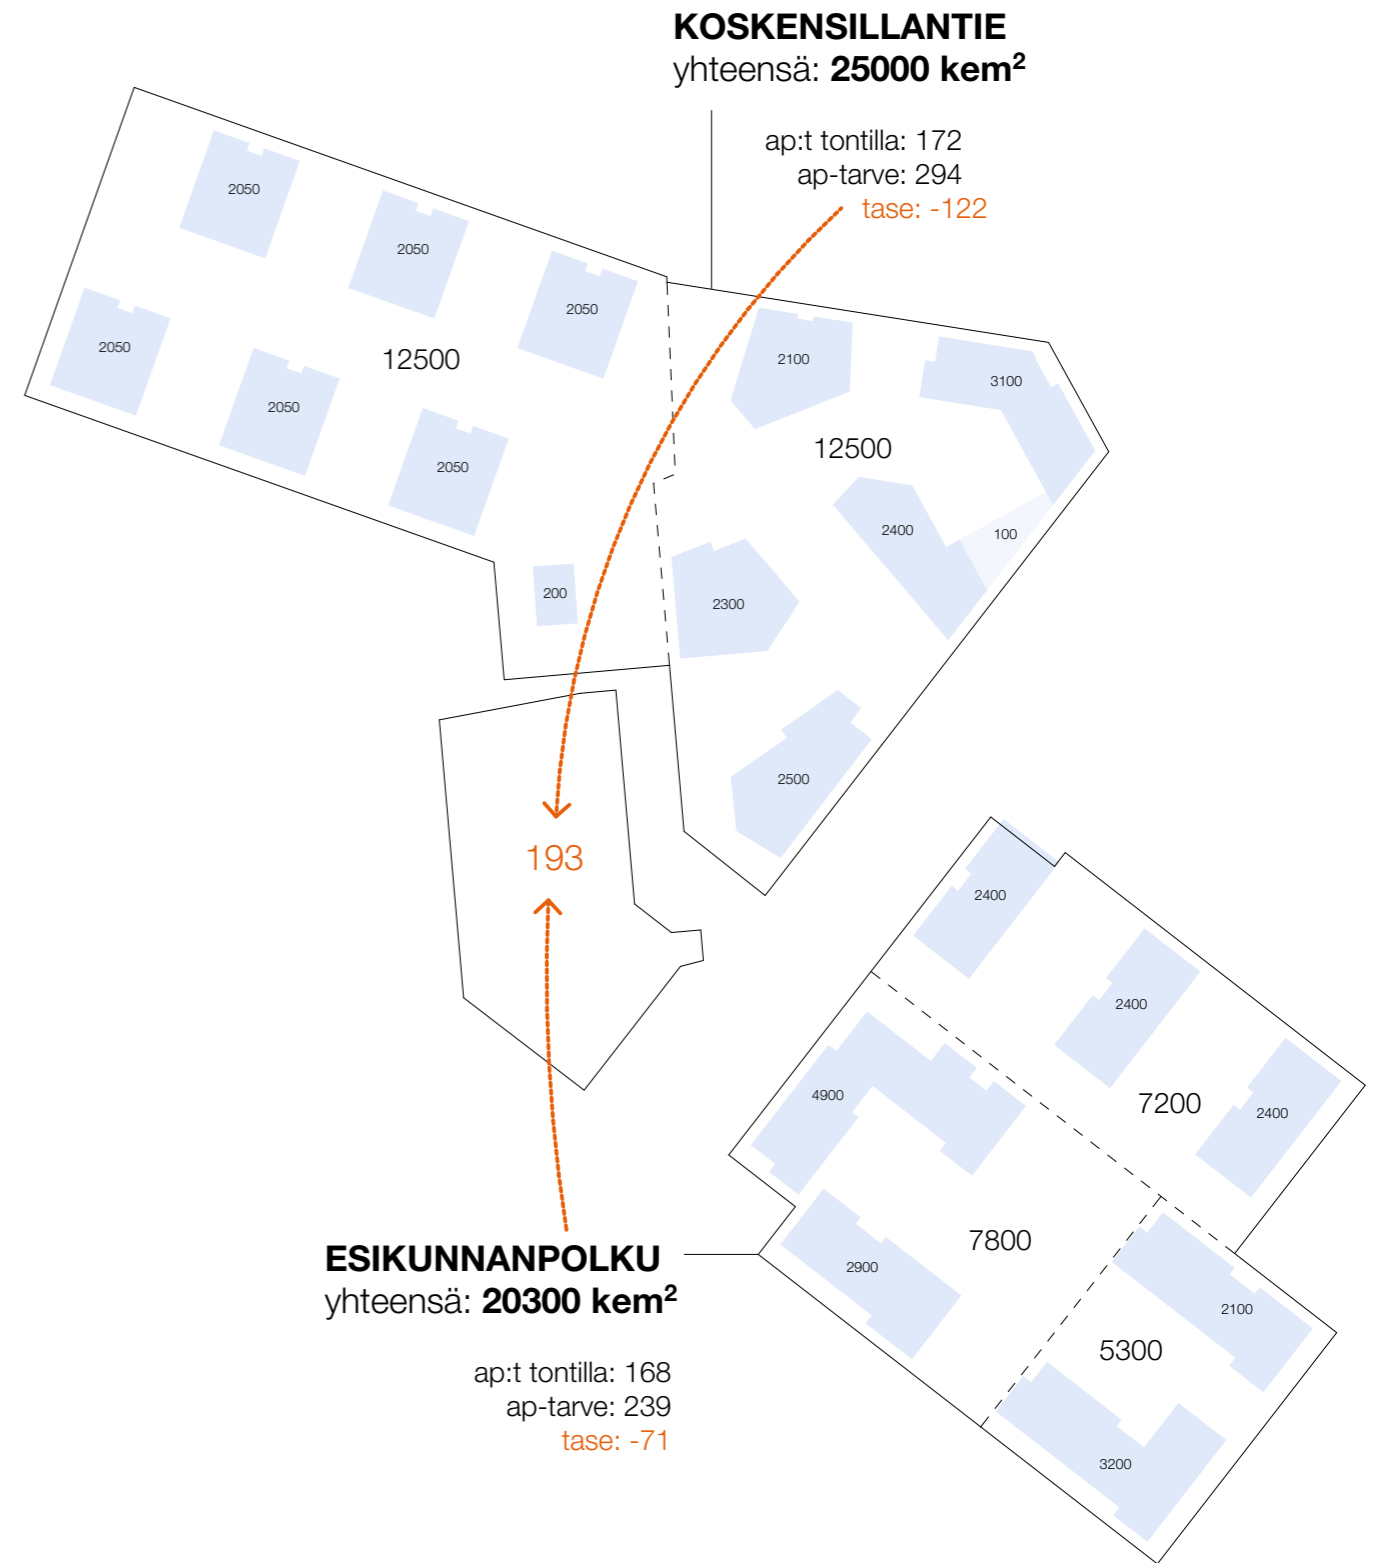 KOSKENSILLANTIE
yhteensä: 25000 kem²
ap:t tontilla: 172
ap-tarve: 294
tase: -122
2050
2050
2050
2050
2050
2050
12500
200
2100
3100
12500
2400
100
2300
2500
193
2400
2400
2400
7200
4900
2900
7800
2100
5300
3200
ESIKUNNANPOLKU
yhteensä: 20300 kem²
ap:t tontilla: 168
ap-tarve: 239
tase: -71